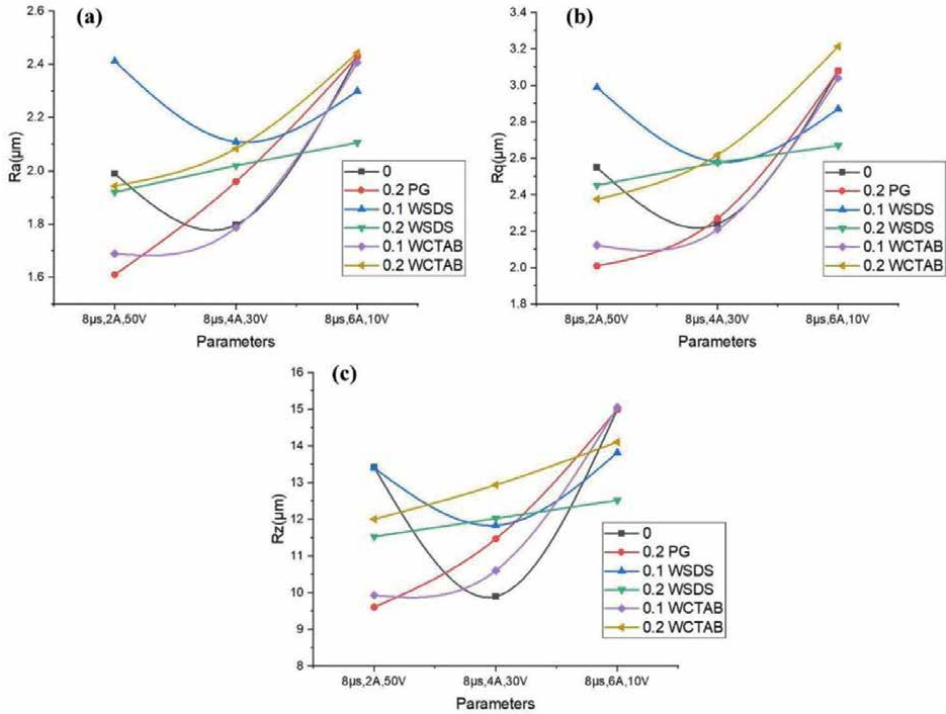 (a)
2.6
2.4
2.2
2.0
1.8
1.6
Ra(μm)
0
0.2 PG
0.1 WSDS
0.2 WSDS
0.1 WCTAB
0.2 WCTAB
8μs,2A,50V
8μs,4A,30V
8μs,6A,10V
Parameters
(b)
3.4
3.2
3.0
2.8
2.6
2.4
2.2
2.0
1.8
Rq(μm)
0
0.2 PG
0.1 WSDS
0.2 WSDS
0.1 WCTAB
0.2 WCTAB
8μs,2A,50V
8μs,4A,30V
8μs,6A,10V
Parameters
(c)
16
15
14
13
12
11
10
9
8
Rz(μm)
0
0.2 PG
0.1 WSDS
0.2 WSDS
0.1 WCTAB
0.2 WCTAB
8μs,2A,50V
8μs,4A,30V
8μs,6A,10V
Parameters